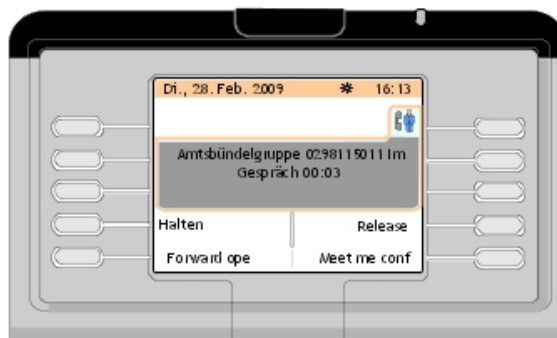 Di., 28. Feb. 2009 16:13
Amtsbündelgruppe 0298115011 Im
Gespräch 00:03
Halten Release
Forward ope Meet me conf